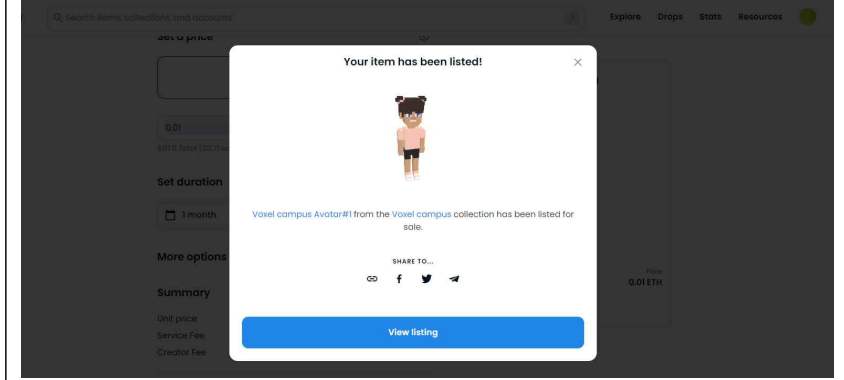 Search items, collections, and accounts
/
Explore Drops Stats Resources
Set a price
Your item has been listed!
0.01
Set duration
1 month
Voxel campus Avatar#1 from the Voxel campus collection has been listed for
sale.
More options
SHARE TO...
Price
0.01 ETH
Summary
Unit price
View listing
Service Fee
Creator Fee